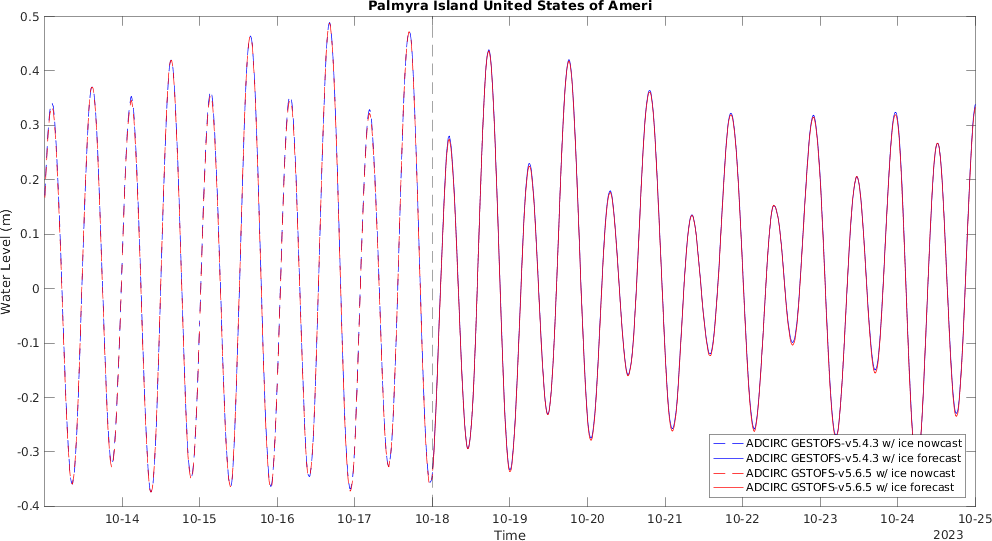 Palmyra Island United States of Ameri
0.5
0.4
0.3
0.2
0.1
0
-0.1
-0.2
-0.3
-0.4
Water Level (m)
ADCIRC GESTOFS-v5.4.3 w/ ice nowcast
ADCIRC GESTOFS-v5.4.3 w/ ice forecast
ADCIRC GSTOFS-v5.6.5 w/ ice nowcast
ADCIRC GSTOFS-v5.6.5 w/ ice forecast
10-14 10-15 10-16 10-17 10-18 10-19 10-20 10-21 10-22 10-23 10-24 10-25
Time
2023